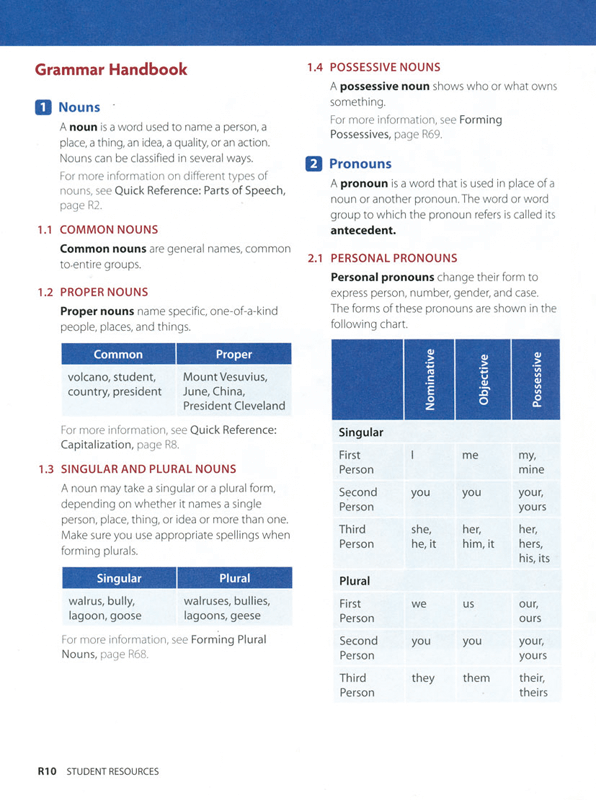 Grammar Handbook
1 Nouns
A noun is a word used to name a person, a
place, a thing, an idea, a quality, or an action.
Nouns can be classified in several ways.
For more information on different types of
nouns, see Quick Reference: Parts of Speech,
page R2.
1.1 COMMON NOUNS
Common nouns are general names, common
to entire groups.
1.2 PROPER NOUNS
Proper nouns name specific, one-of-a-kind
people, places, and things.
Common Proper
volcano, student, Mount Vesuvius,
country, president June, China,
President Cleveland
For more information, see Quick Reference:
Capitalization, page R8.
1.3 SINGULAR AND PLURAL NOUNS
A noun may take a singular or a plural form,
depending on whether it names a single
person, place, thing, or idea or more than one.
Make sure you use appropriate spellings when
forming plurals.
Singular Plural
walrus, bully, walruses, bullies,
lagoon, goose lagoons, geese
For more information, see Forming Plural
Nouns, page R68.
1.4 POSSESSIVE NOUNS
A possessive noun shows who or what owns
something.
For more information, see Forming
Possessives, page R69.
2 Pronouns
A pronoun is a word that is used in place of a
noun or another pronoun. The word or word
group to which the pronoun refers is called its
antecedent.
2.1 PERSONAL PRONOUNS
Personal pronouns change their form to
express person, number, gender, and case.
The forms of these pronouns are shown in the
following chart.
Nominative Objective Possessive
Singular
First I me my,
Person mine
Second you you your,
Person yours
Third she, her, her,
Person he, it him, it hers,
his, its
Plural
First we us our,
Person ours
Second you you your,
Person yours
Third they them their,
Person theirs
R10 STUDENT RESOURCES